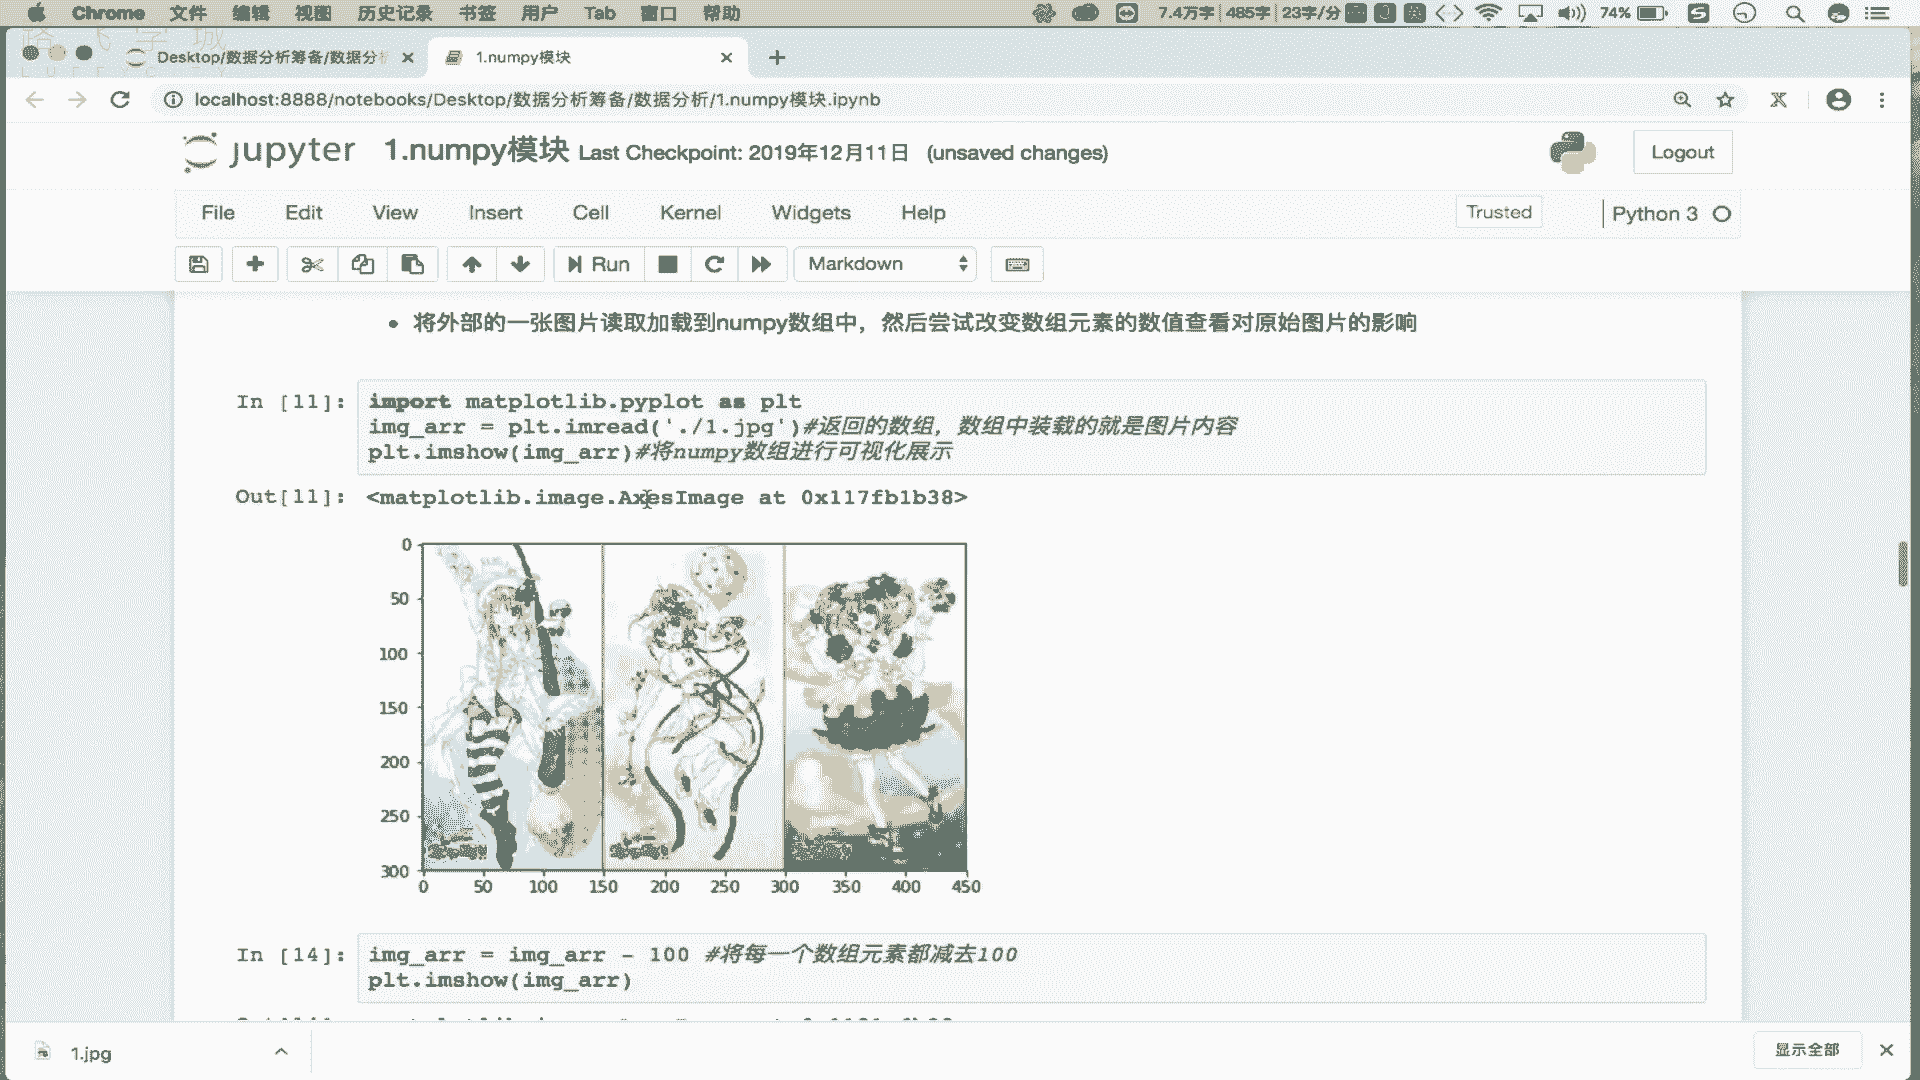 Chrome 文件 编辑 视图 历史记录 书签 用户 Tab 窗口 帮助 7.4万字 485字 23字/分 74%
路飞学城
Desktop/数据分析筹备/数据分析
1.numpy模块
localhost:8888/notebooks/Desktop/数据分析筹备/数据分析/1.numpy模块.ipynb
jupyter 1.numpy模块 Last Checkpoint: 2019年12月11日 (unsaved changes)
Logout
File Edit View Insert Cell Kernel Widgets Help Trusted Python 3
Run Markdown
• 将外部的一张图片读取加载到numpy数组中，然后尝试改变数组元素的数值查看对原始图片的影响
In [11]: import matplotlib.pyplot as plt
img_arr = plt.imread('./1.jpg')#返回的数组，数组中装载的就是图片内容
plt.imshow(img_arr)#将numpy数组进行可视化展示
Out[11]: <matplotlib.image.AxesImage at 0x117fb1b38>
0
50
100
150
200
250
300
0 50 100 150 200 250 300 350 400 450
In [14]: img_arr = img_arr - 100 #将每一个数组元素都减去100
plt.imshow(img_arr)
1.jpg
显示全部